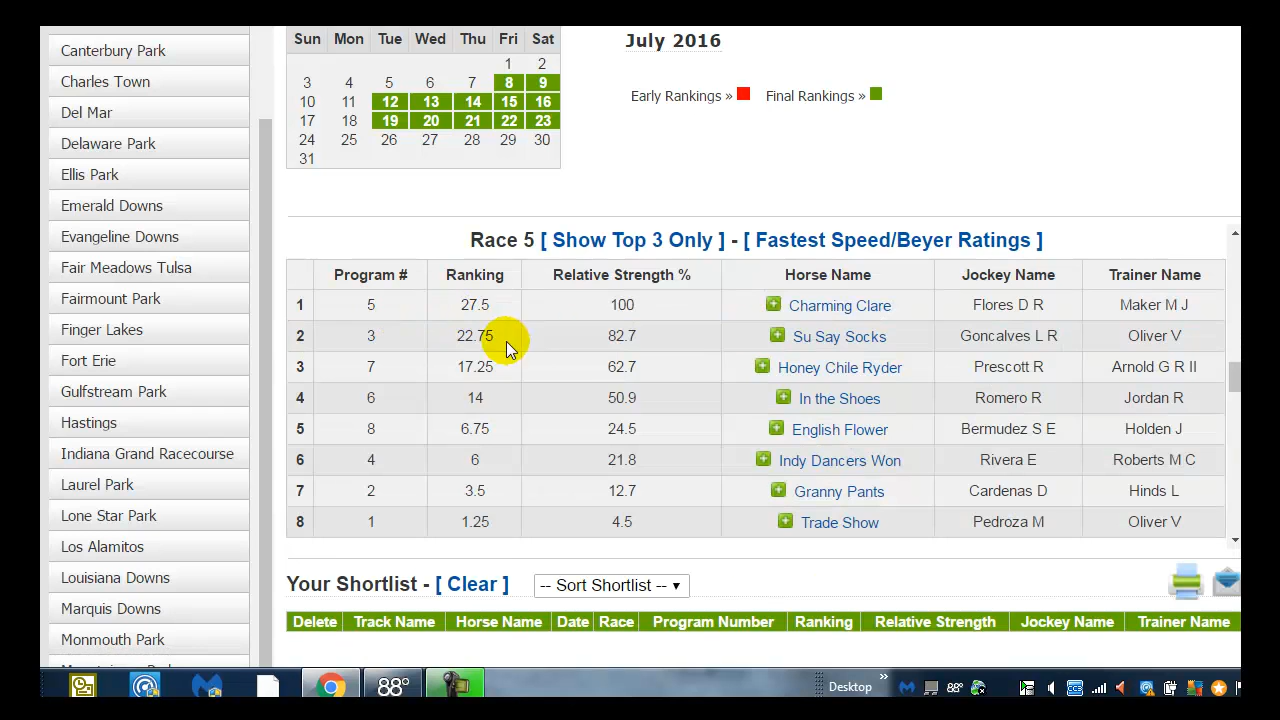 Canterbury Park
Charles Town
Del Mar
Delaware Park
Ellis Park
Emerald Downs
Evangeline Downs
Fair Meadows Tulsa
Fairmount Park
Finger Lakes
Fort Erie
Gulfstream Park
Hastings
Indiana Grand Racecourse
Laurel Park
Lone Star Park
Los Alamitos
Louisiana Downs
Marquis Downs
Monmouth Park
Sun Mon Tue Wed Thu Fri Sat
1 2
3 4 5 6 7 8 9
10 11 12 13 14 15 16
17 18 19 20 21 22 23
24 25 26 27 28 29 30
31
July 2016
Early Rankings » Final Rankings »
Race 5 [ Show Top 3 Only ] - [ Fastest Speed/Beyer Ratings ]
Program # Ranking Relative Strength % Horse Name Jockey Name Trainer Name
1 5 27.5 100 Charming Clare Flores D R Maker M J
2 3 22.75 82.7 Su Say Socks Goncalves L R Oliver V
3 7 17.25 62.7 Honey Chile Ryder Prescott R Arnold G R II
4 6 14 50.9 In the Shoes Romero R Jordan R
5 8 6.75 24.5 English Flower Bermudez S E Holden J
6 4 6 21.8 Indy Dancers Won Rivera E Roberts M C
7 2 3.5 12.7 Granny Pants Cardenas D Hinds L
8 1 1.25 4.5 Trade Show Pedroza M Oliver V
Your Shortlist - [ Clear ] -- Sort Shortlist --
Delete Track Name Horse Name Date Race Program Number Ranking Relative Strength Jockey Name Trainer Name
88° Desktop » 88°